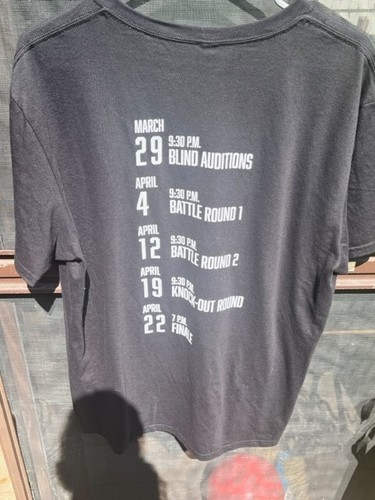 MARCH
29 9:30 P.M.
BLIND AUDITIONS
APRIL
4 9:30 P.M.
BATTLE ROUND 1
APRIL
12 9:30 P.M.
BATTLE ROUND 2
APRIL
19 9:30 P.M.
KNOCK-OUT ROUND
APRIL
22 7 P.M.
FINALE